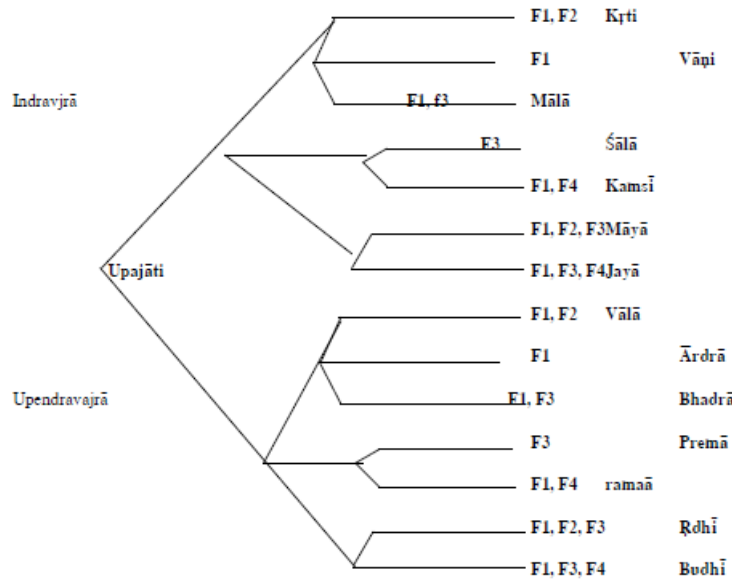 F1, F2 Kṛti
F1 Vāṇi
Indravjrā F1, f3 Mālā
F3 Śālā
F1, F4 Kamsī
F1, F2, F3Māyā
Upajāti F1, F3, F4Jayā
F1, F2 Vālā
F1 Ārdrā
Upendravajrā F1, F3 Bhadrā
F3 Premā
F1, F4 ramaā
F1, F2, F3 Ṛdhī
F1, F3, F4 Budhī